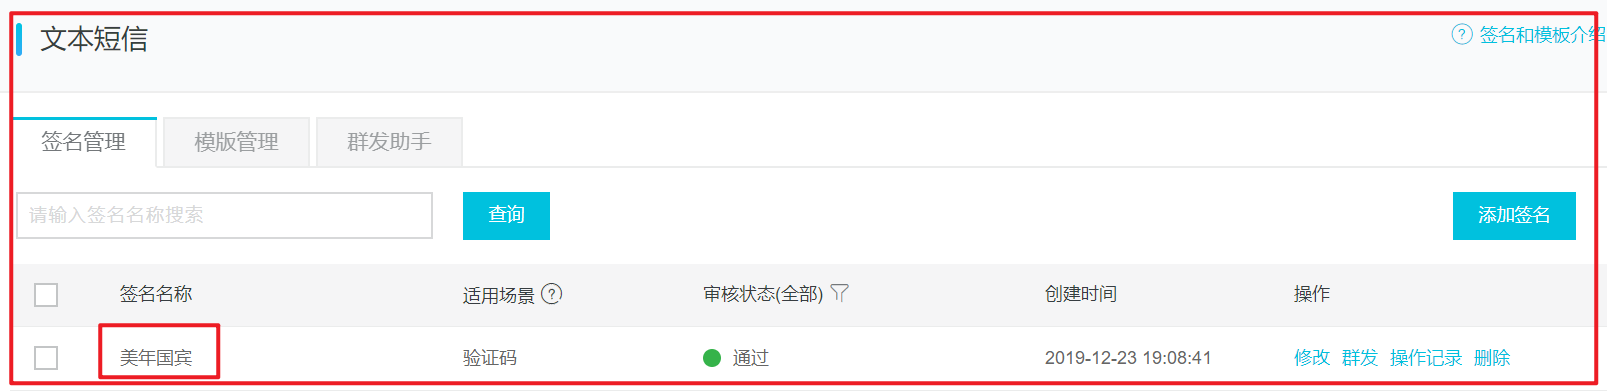 文本短信
? 签名和模板介绍
签名管理 模版管理 群发助手
请输入签名名称搜索 查询 添加签名
签名名称 适用场景 ? 审核状态(全部) 创建时间 操作
美年国宾 验证码 通过 2019-12-23 19:08:41 修改 群发 操作记录 删除